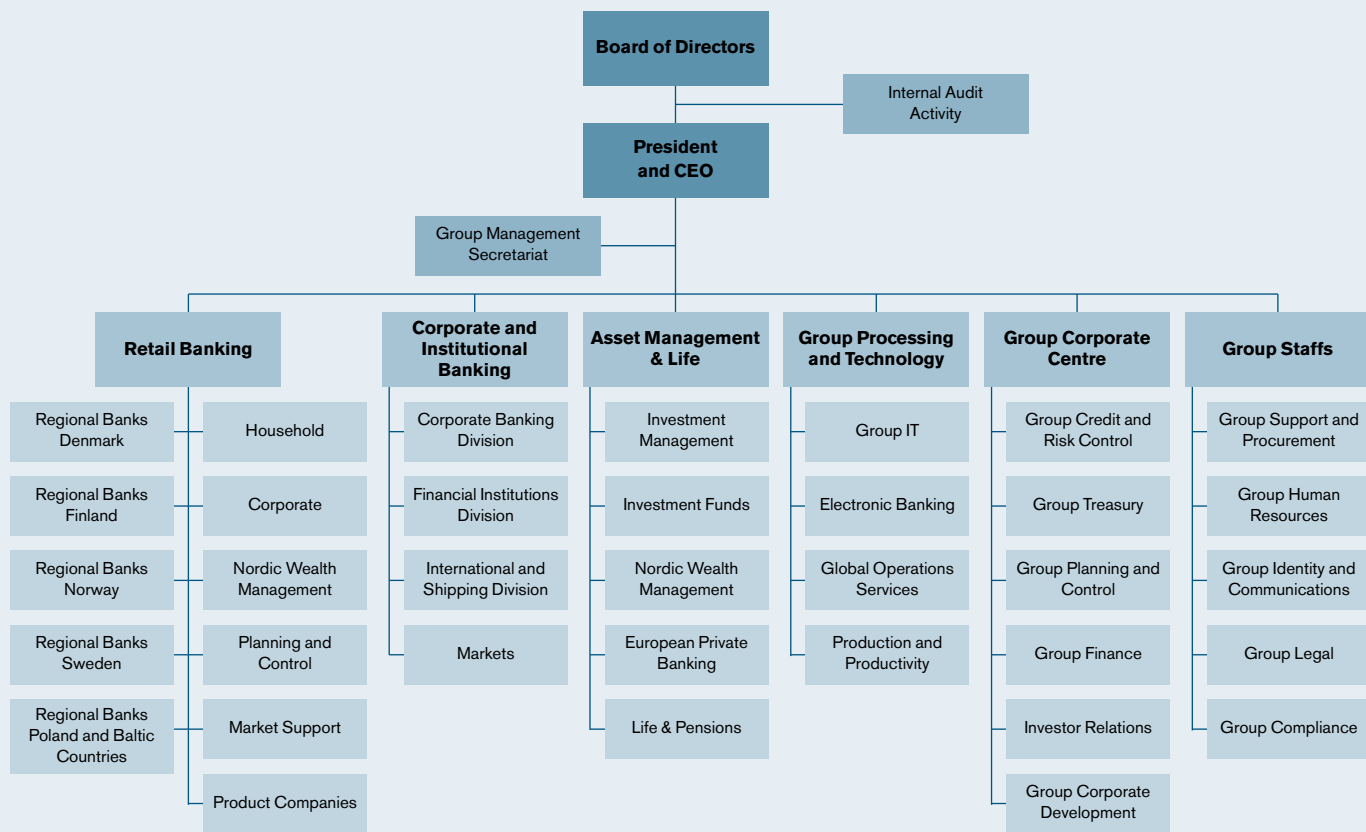 Board of Directors
Internal Audit
Activity
President
and CEO
Group Management
Secretariat
Retail Banking
Corporate and
Institutional
Banking
Asset Management
& Life
Group Processing
and Technology
Group Corporate
Centre
Group Staffs
Regional Banks
Denmark
Household
Regional Banks
Finland
Corporate
Regional Banks
Norway
Nordic Wealth
Management
Regional Banks
Sweden
Planning and
Control
Regional Banks
Poland and Baltic
Countries
Market Support
Product Companies
Corporate Banking
Division
Financial Institutions
Division
International and
Shipping Division
Markets
Investment
Management
Investment Funds
Nordic Wealth
Management
European Private
Banking
Life & Pensions
Group IT
Electronic Banking
Global Operations
Services
Production and
Productivity
Group Credit and
Risk Control
Group Treasury
Group Planning and
Control
Group Finance
Investor Relations
Group Corporate
Development
Group Support and
Procurement
Group Human
Resources
Group Identity and
Communications
Group Legal
Group Compliance